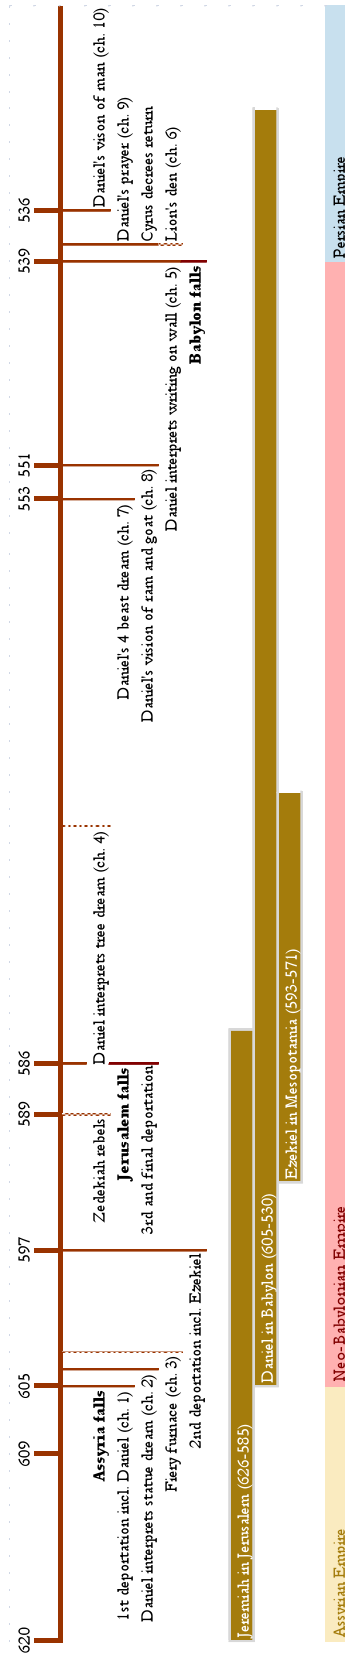 620
609
605
597
589
586
553
551
539
536
Assyria falls
1st deportation incl. Daniel (ch. 1)
Daniel interprets statue dream (ch. 2)
Fiery furnace (ch. 3)
2nd deportation incl. Ezekiel
Zedekiah rebels
Jerusalem falls
3rd and final deportation
Daniel interprets tree dream (ch. 4)
Daniel's 4 beast dream (ch. 7)
Daniel's vision of ram and goat (ch. 8)
Daniel interprets writing on wall (ch. 5)
Babylon falls
Daniel's vison of man (ch. 10)
Daniel's prayer (ch. 9)
Cyrus decrees return
Lion's den (ch. 6)
Jeremiah in Jerusalem (626-585)
Daniel in Babylon (605-530)
Ezekiel in Mesopotamia (593-571)
Assyrian Empire
Neo-Babylonian Empire
Persian Empire